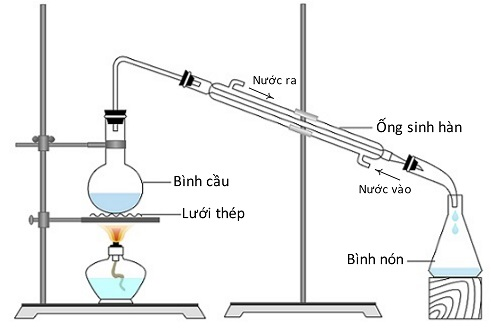 Nước ra
Ống sinh hàn
Bình cầu
Nước vào
Lưới thép
Bình nón